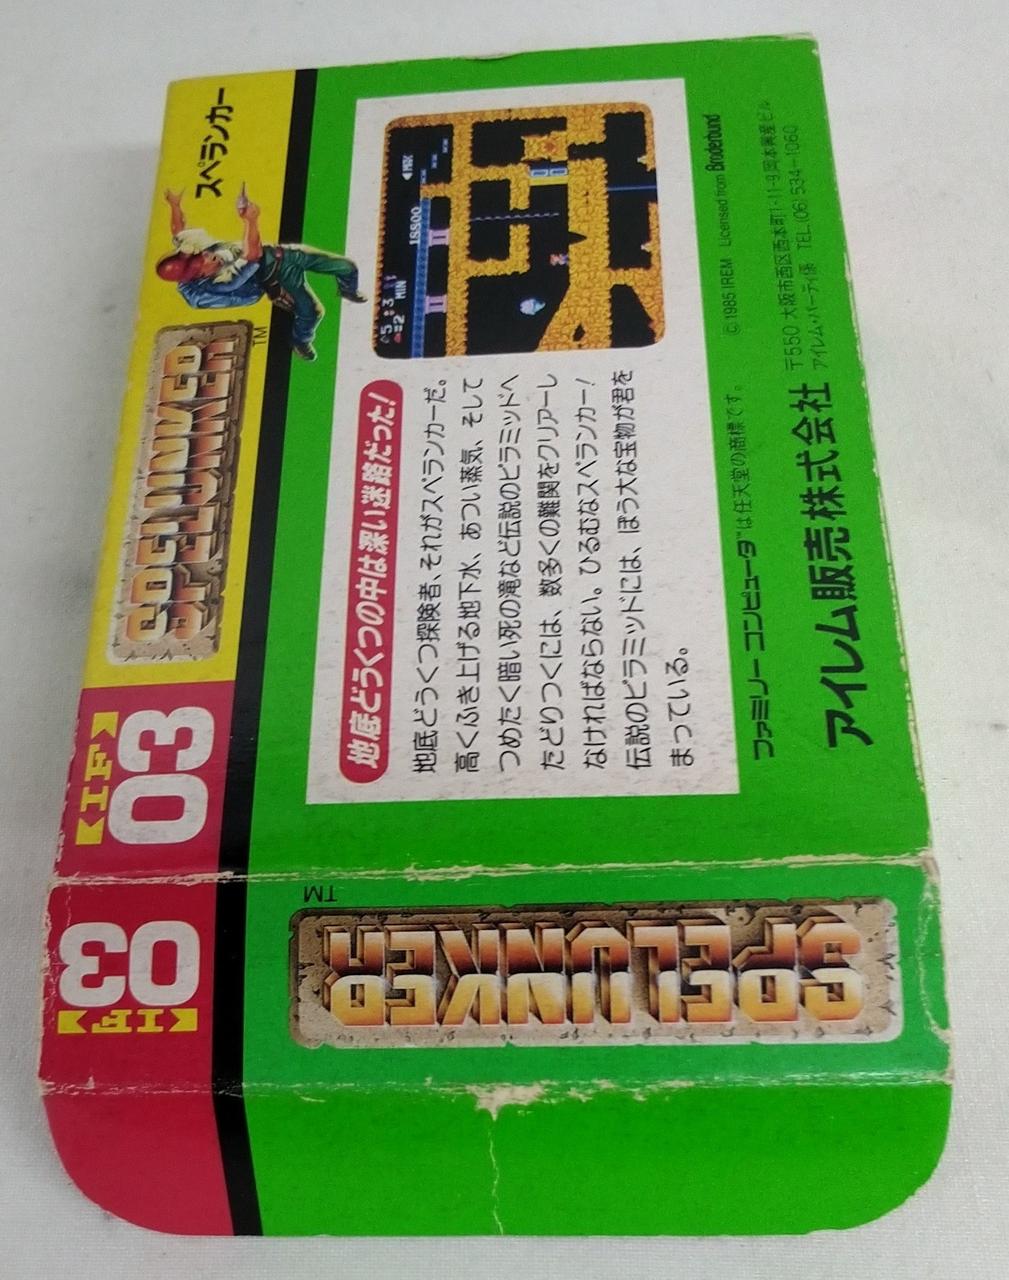 IF
03
SPELUNKER
TM
スペランカー
地底どうくつの中は深い迷路だった!
地底どうくつ探険者、それがスペランカーだ。
高くふき上げる地下水、あつい蒸気、そして
つめたく暗い死の滝など伝説のピラミッドへ
たどりつくには、数多くの難関をクリアーし
なければならない。ひるむなスペランカー!
伝説のピラミッドには、ぼう大な宝物が君を
まっている。
18800
MIN
ファミリーコンピュータ™は任天堂の商標です。
© 1985 IREM Licensed from Brøderbund
アイレム販売株式会社
〒550 大阪市西区西本町1-11-9岡本興産ビル
アイレム・パーティ係 TEL.(06)534-1060
IF
03
SPELUNKER
TM